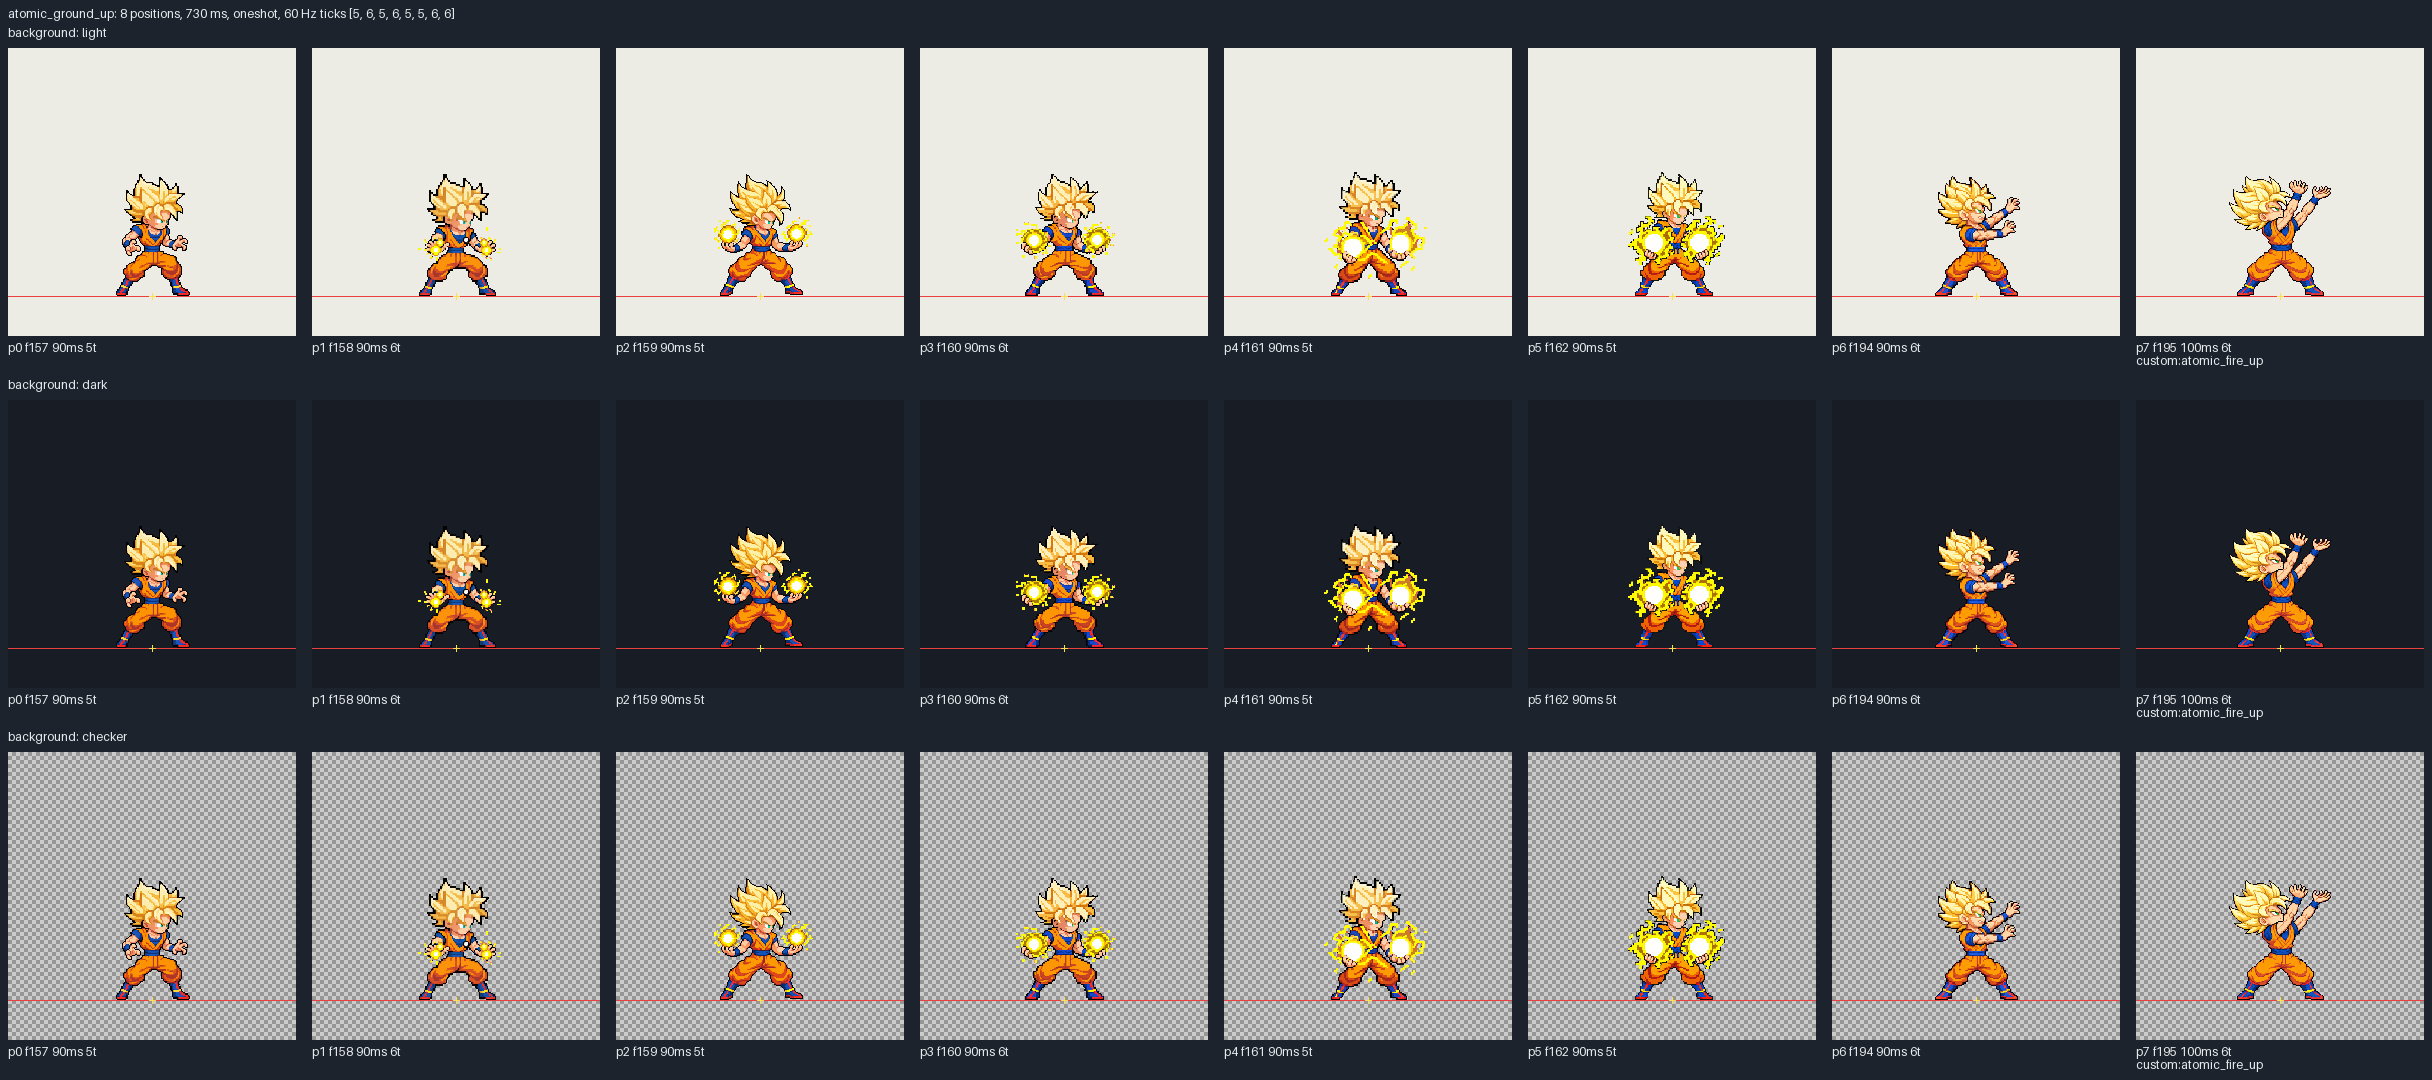 atomic_ground_up: 8 positions, 730 ms, oneshot, 60 Hz ticks [5, 6, 5, 6, 5, 5, 6, 6]
background: light
p0 f157 90ms 5t
p1 f158 90ms 6t
p2 f159 90ms 5t
p3 f160 90ms 6t
p4 f161 90ms 5t
p5 f162 90ms 5t
p6 f194 90ms 6t
p7 f195 100ms 6t
custom:atomic_fire_up
background: dark
p0 f157 90ms 5t
p1 f158 90ms 6t
p2 f159 90ms 5t
p3 f160 90ms 6t
p4 f161 90ms 5t
p5 f162 90ms 5t
p6 f194 90ms 6t
p7 f195 100ms 6t
custom:atomic_fire_up
background: checker
p0 f157 90ms 5t
p1 f158 90ms 6t
p2 f159 90ms 5t
p3 f160 90ms 6t
p4 f161 90ms 5t
p5 f162 90ms 5t
p6 f194 90ms 6t
p7 f195 100ms 6t
custom:atomic_fire_up